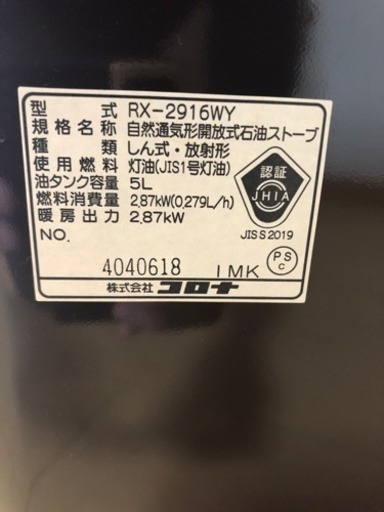 型式 RX-2916WY
規格名称 自然通気形開放式石油ストーブ
種類 しん式・放射形
使用燃料 灯油(JIS1号灯油)
油タンク容量 5L
燃料消費量 2.87kW(0.279L/h)
暖房出力 2.87kW
NO.
認証
JHIA
JIS S 2019
PS
C
4040618 IMK
株式会社 コロナ